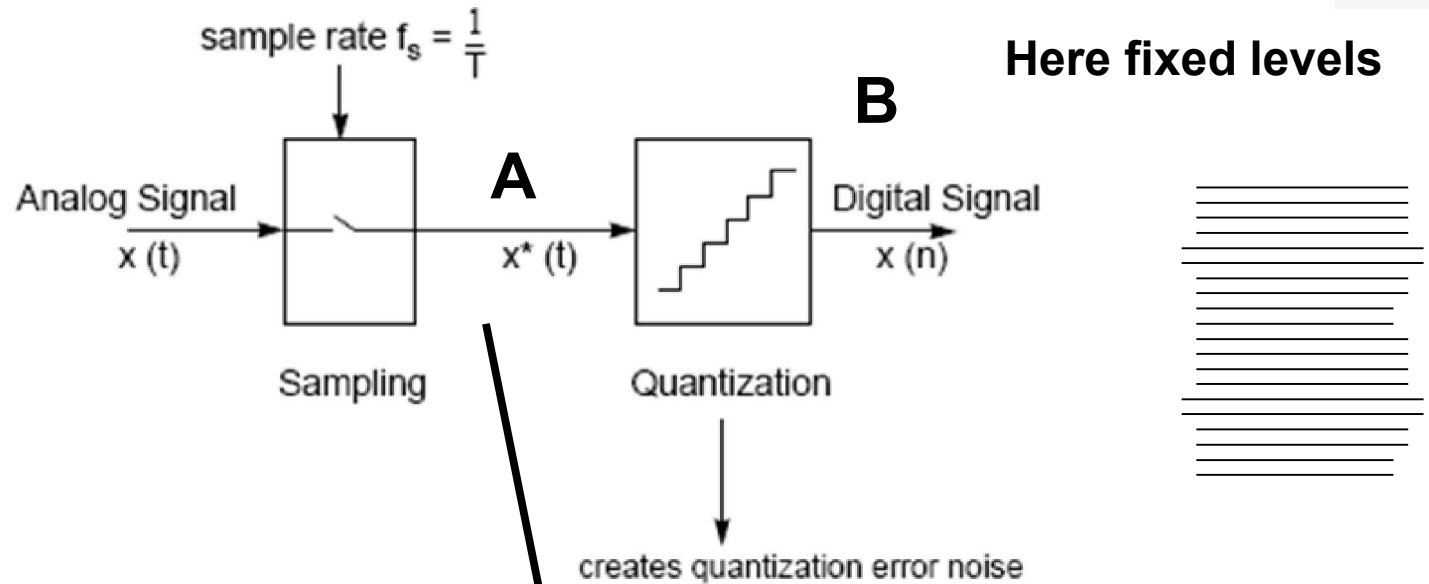 sample rate fs = 1/T
Here fixed levels
B
A
Analog Signal
x (t)
x* (t)
Digital Signal
x (n)
Sampling
Quantization
creates quantization error noise